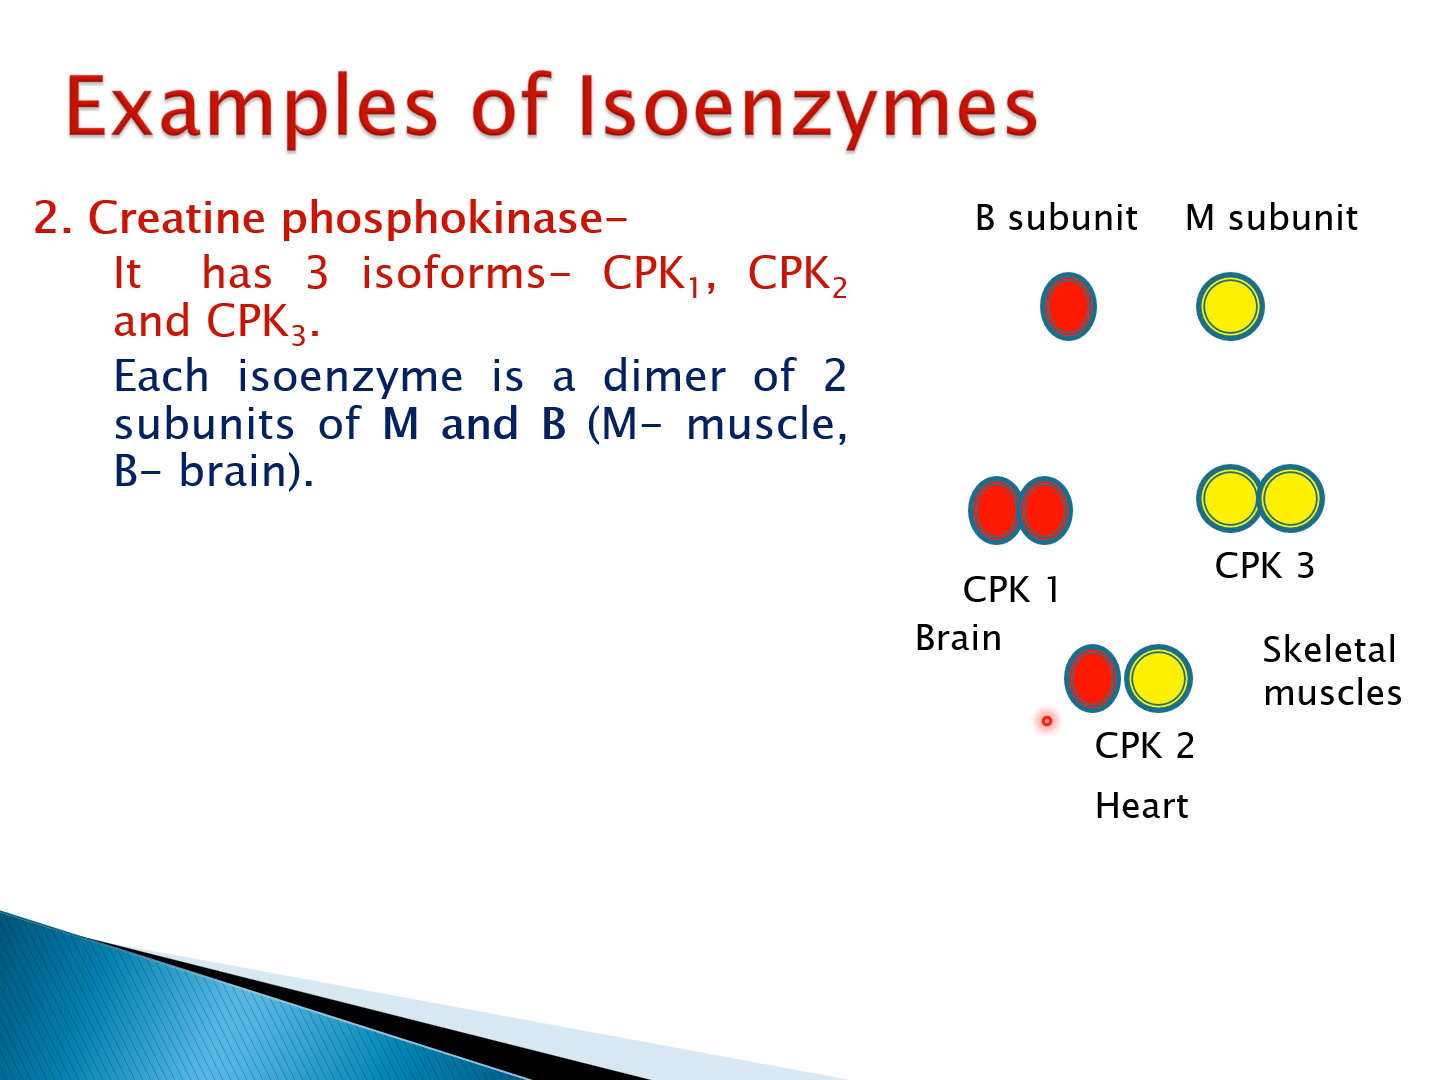 Examples of Isoenzymes
2. Creatine phosphokinase-
It has 3 isoforms- CPK1, CPK2
and CPK3.
Each isoenzyme is a dimer of 2
subunits of M and B (M- muscle,
B- brain).
B subunit
M subunit
CPK 1
Brain
CPK 3
Skeletal
muscles
CPK 2
Heart